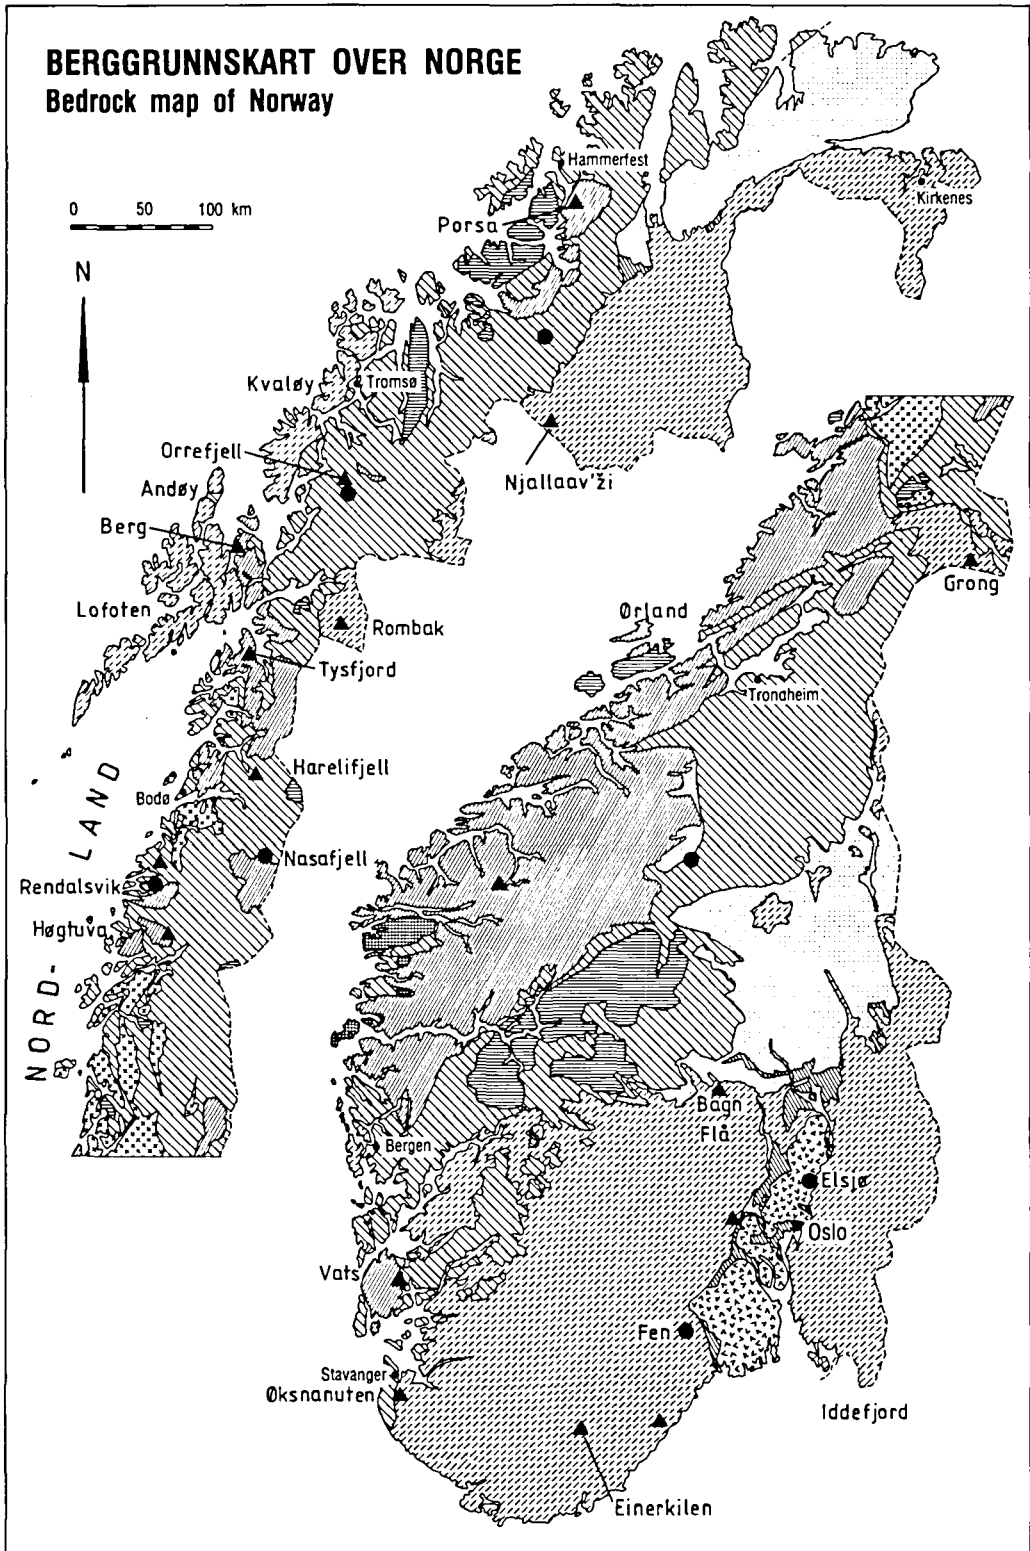 BERGGRUNNSKART OVER NORGE
Bedrock map of Norway
0 50 100 km
N
Hammerfest
Kirkenes
Porsa
Kvaløy
Tromsø
Orrefjell
Njallaav'ži
Andøy
Berg
Grong
Lofoten
Rombak
Ørland
Tysfjord
Trondheim
Harelifjell
Bodø
NORD-LAND
Nasafjell
Rendalsvik
Høgtuva
Bagn
Flå
Bergen
Elsjø
Oslo
Vats
Fen
Stavanger
Øksnanuten
Iddefjord
Einerkilen